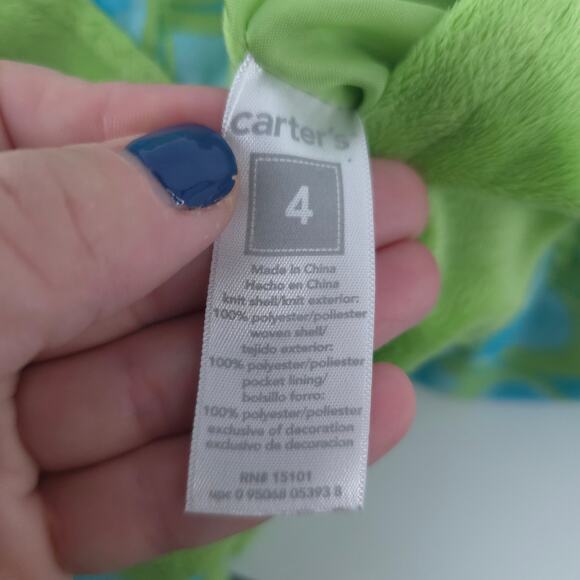 carter's
4
Made in China
Hecho en China
knit shell/knit exterior:
100% polyester/poliester
woven shell/
tejido exterior:
100% polyester/poliester
pocket lining/
bolsillo forro:
100% polyester/poliester
exclusive of decoration
exclusivo de decoracion
RN# 15101
upc 0 95068 05393 8